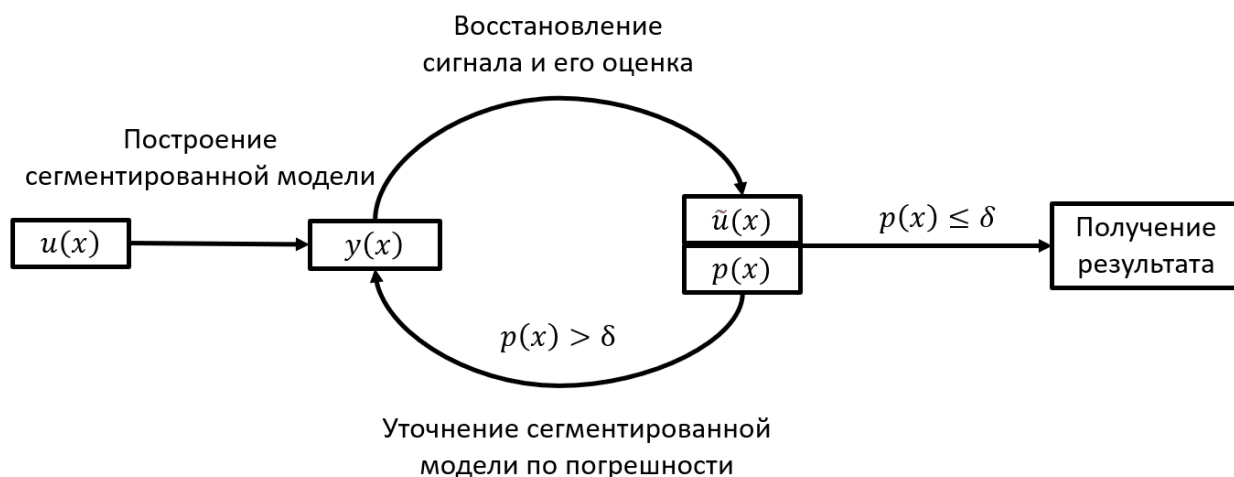 Восстановление
сигнала и его оценка
Построение
сегментированной модели
u(x)
y(x)
ũ(x)
p(x)
p(x) ≤ δ
Получение
результата
p(x) > δ
Уточнение сегментированной
модели по погрешности